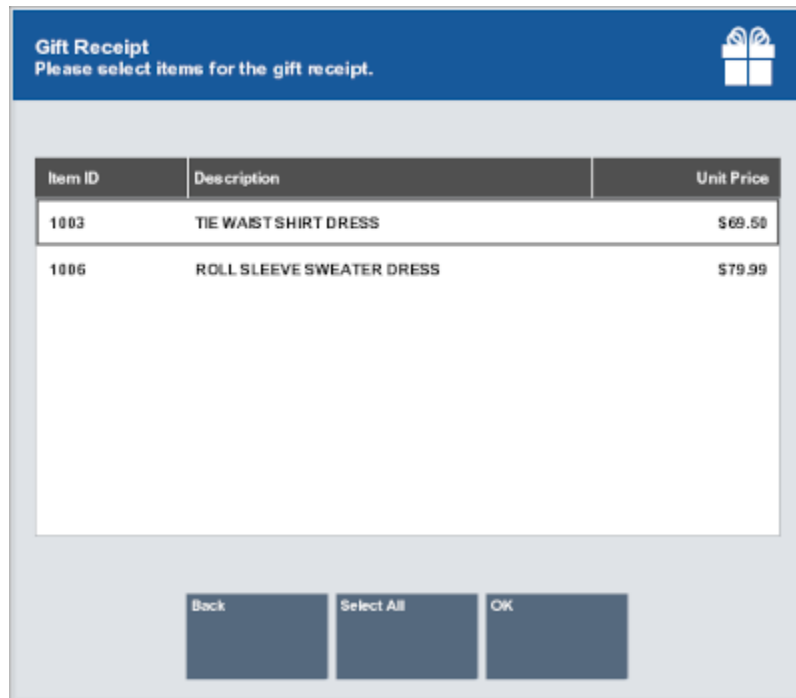 Gift Receipt
Please select items for the gift receipt.
Item ID Description Unit Price
1003 TIE WAIST SHIRT DRESS $69.50
1006 ROLL SLEEVE SWEATER DRESS $79.99
Back Select All OK